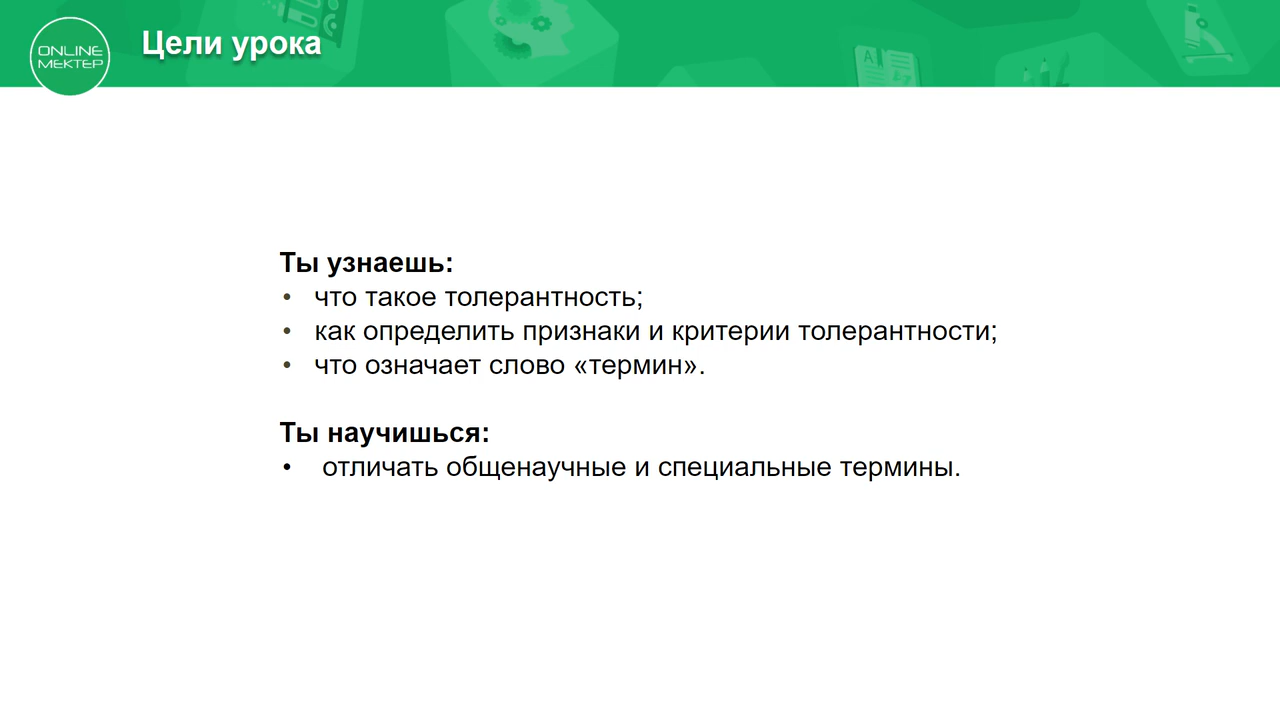 ONLINE
МЕКТЕР
Цели урока
Ты узнаешь:
• что такое толерантность;
• как определить признаки и критерии толерантности;
• что означает слово «термин».
Ты научишься:
• отличать общенаучные и специальные термины.